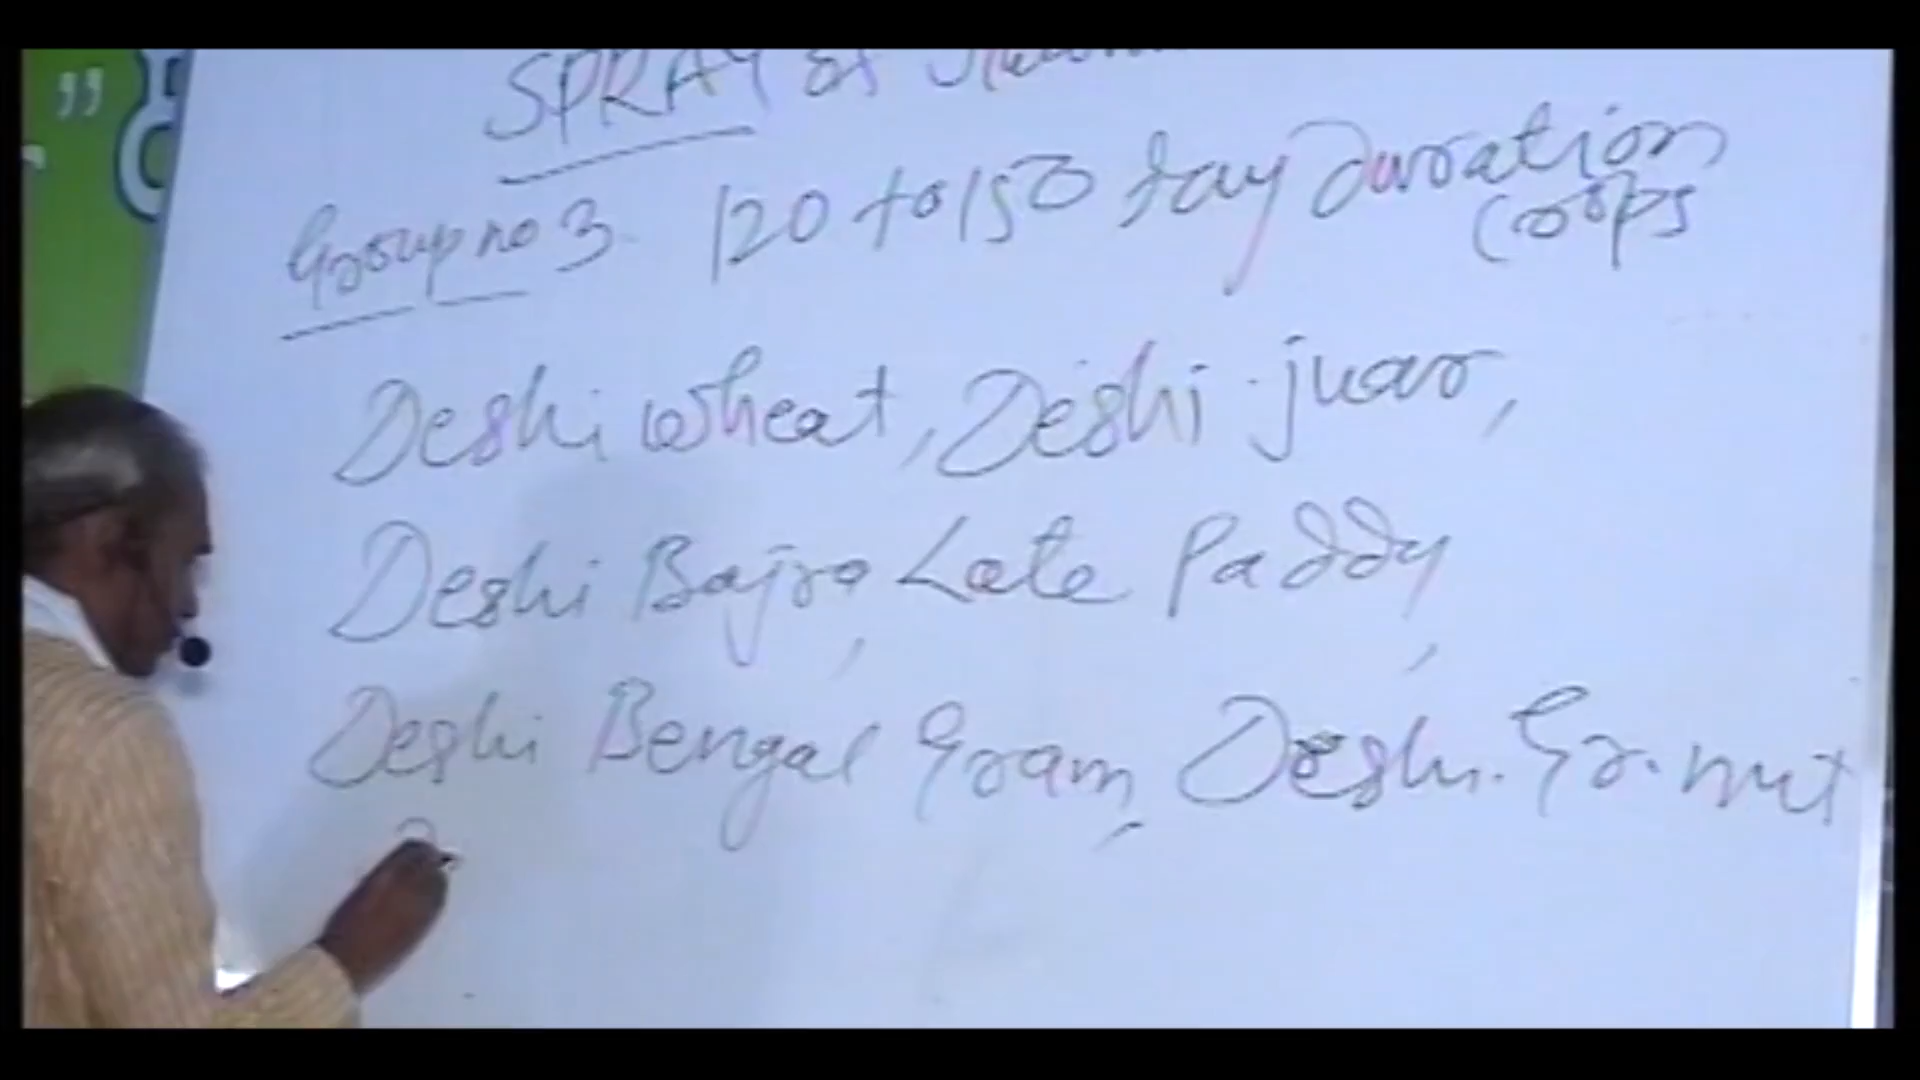 SPRAY of
Group no 3. 120 to 150 day duration
Crops
Deshi wheat, Deshi juar,
Deshi Bajra, Late Paddy,
Deshi Bengal Gram, Deshi. Gr. nut